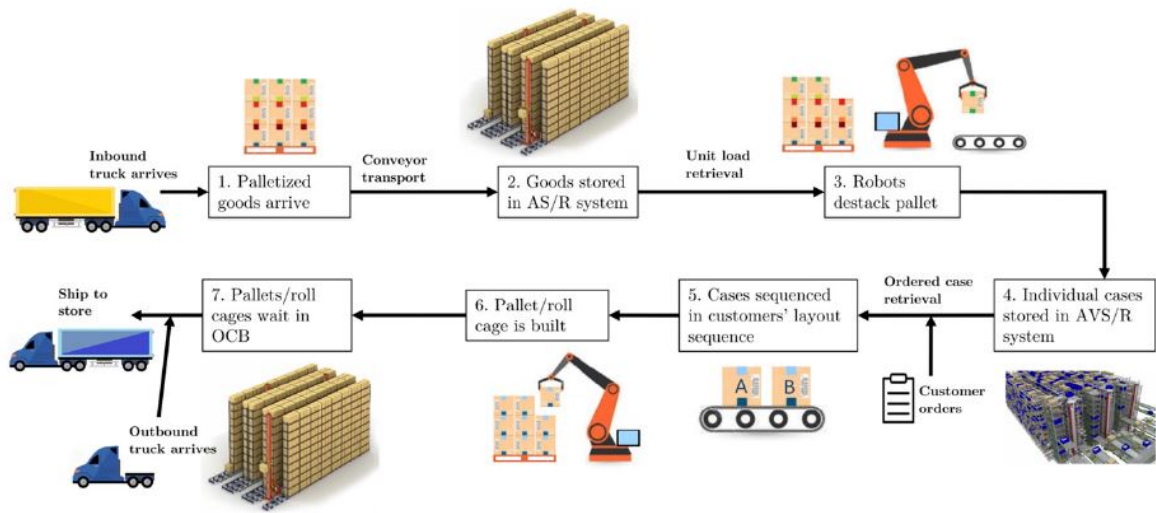 Inbound
truck arrives
1. Palletized
goods arrive
Conveyor
transport
2. Goods stored
in AS/R system
Unit load
retrieval
3. Robots
destack pallet
4. Individual cases
stored in AVS/R
system
Ordered case
retrieval
Customer
orders
5. Cases sequenced
in customers' layout
sequence
A B
6. Pallet/roll
cage is built
7. Pallets/roll
cages wait in
OCB
Ship to
store
Outbound
truck arrives